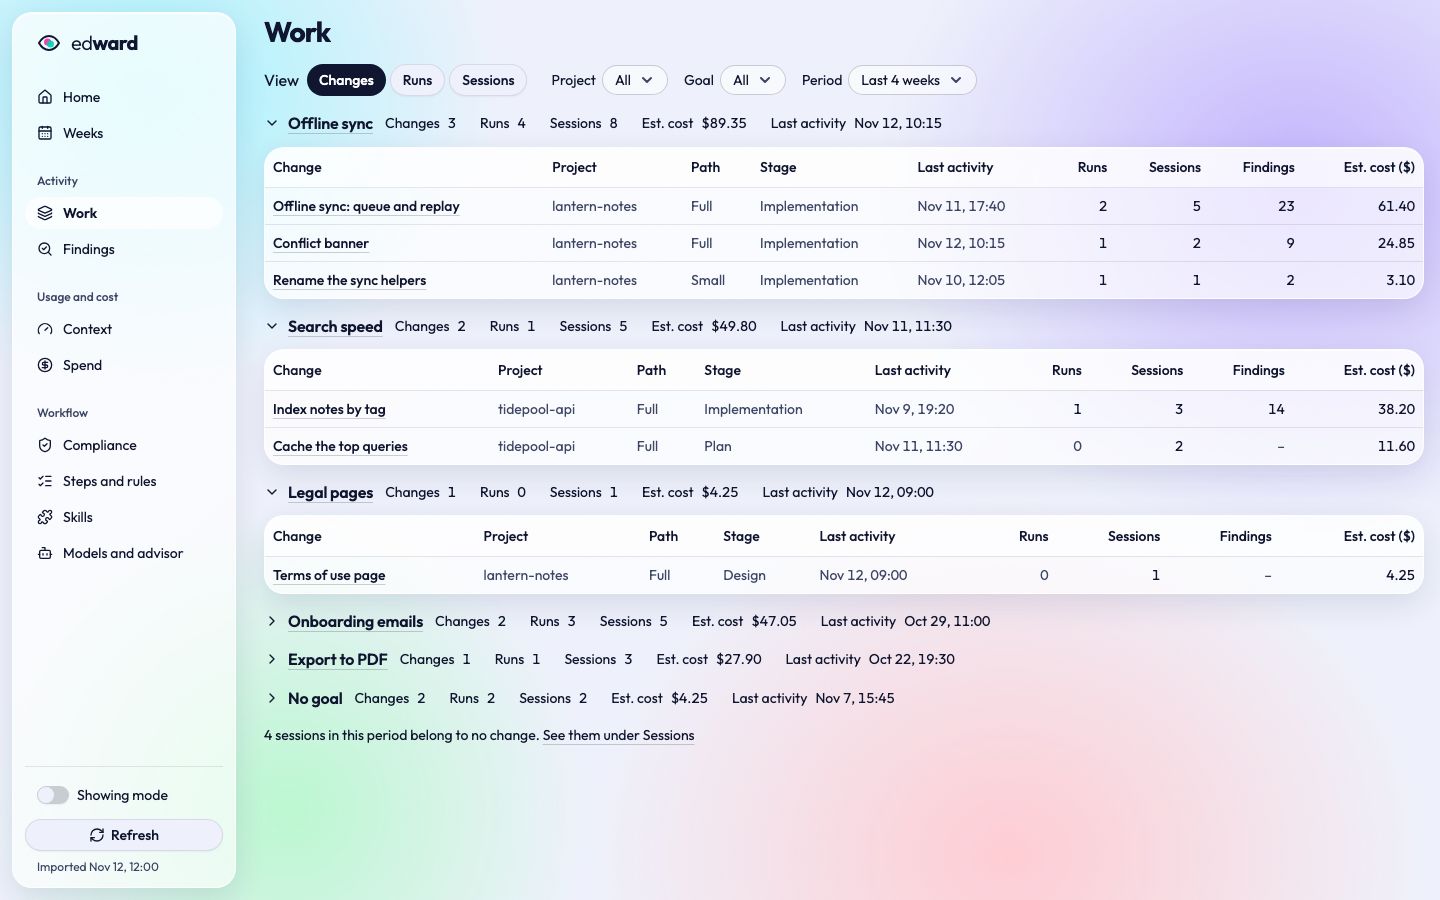 edward
Home
Weeks
Activity
Work
Findings
Usage and cost
Context
Spend
Workflow
Compliance
Steps and rules
Skills
Models and advisor
Showing mode
Refresh
Imported Nov 12, 12:00
Work
View Changes Runs Sessions Project All Goal All Period Last 4 weeks
Offline sync Changes 3 Runs 4 Sessions 8 Est. cost $89.35 Last activity Nov 12, 10:15
Change Project Path Stage Last activity Runs Sessions Findings Est. cost ($)
Offline sync: queue and replay lantern-notes Full Implementation Nov 11, 17:40 2 5 23 61.40
Conflict banner lantern-notes Full Implementation Nov 12, 10:15 1 2 9 24.85
Rename the sync helpers lantern-notes Small Implementation Nov 10, 12:05 1 1 2 3.10
Search speed Changes 2 Runs 1 Sessions 5 Est. cost $49.80 Last activity Nov 11, 11:30
Change Project Path Stage Last activity Runs Sessions Findings Est. cost ($)
Index notes by tag tidepool-api Full Implementation Nov 9, 19:20 1 3 14 38.20
Cache the top queries tidepool-api Full Plan Nov 11, 11:30 0 2 – 11.60
Legal pages Changes 1 Runs 0 Sessions 1 Est. cost $4.25 Last activity Nov 12, 09:00
Change Project Path Stage Last activity Runs Sessions Findings Est. cost ($)
Terms of use page lantern-notes Full Design Nov 12, 09:00 0 1 – 4.25
Onboarding emails Changes 2 Runs 3 Sessions 5 Est. cost $47.05 Last activity Oct 29, 11:00
Export to PDF Changes 1 Runs 1 Sessions 3 Est. cost $27.90 Last activity Oct 22, 19:30
No goal Changes 2 Runs 2 Sessions 2 Est. cost $4.25 Last activity Nov 7, 15:45
4 sessions in this period belong to no change. See them under Sessions